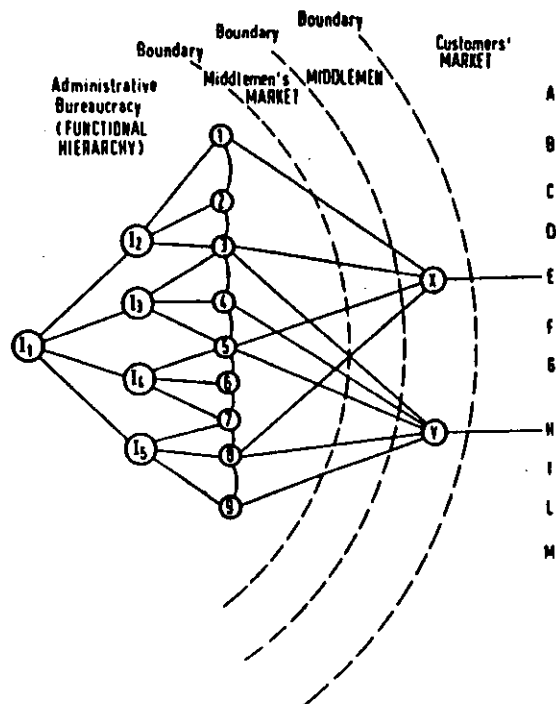 Boundary
Boundary
Boundary
Customers'
MARKET
Administrative
Bureaucracy
(FUNCTIONAL
HIERARCHY)
Middlemen's
MARKET
MIDDLEMEN
A
B
C
D
E
F
G
H
I
L
M
I1
I2
I3
I4
I5
1
2
3
4
5
6
7
8
9
X
Y